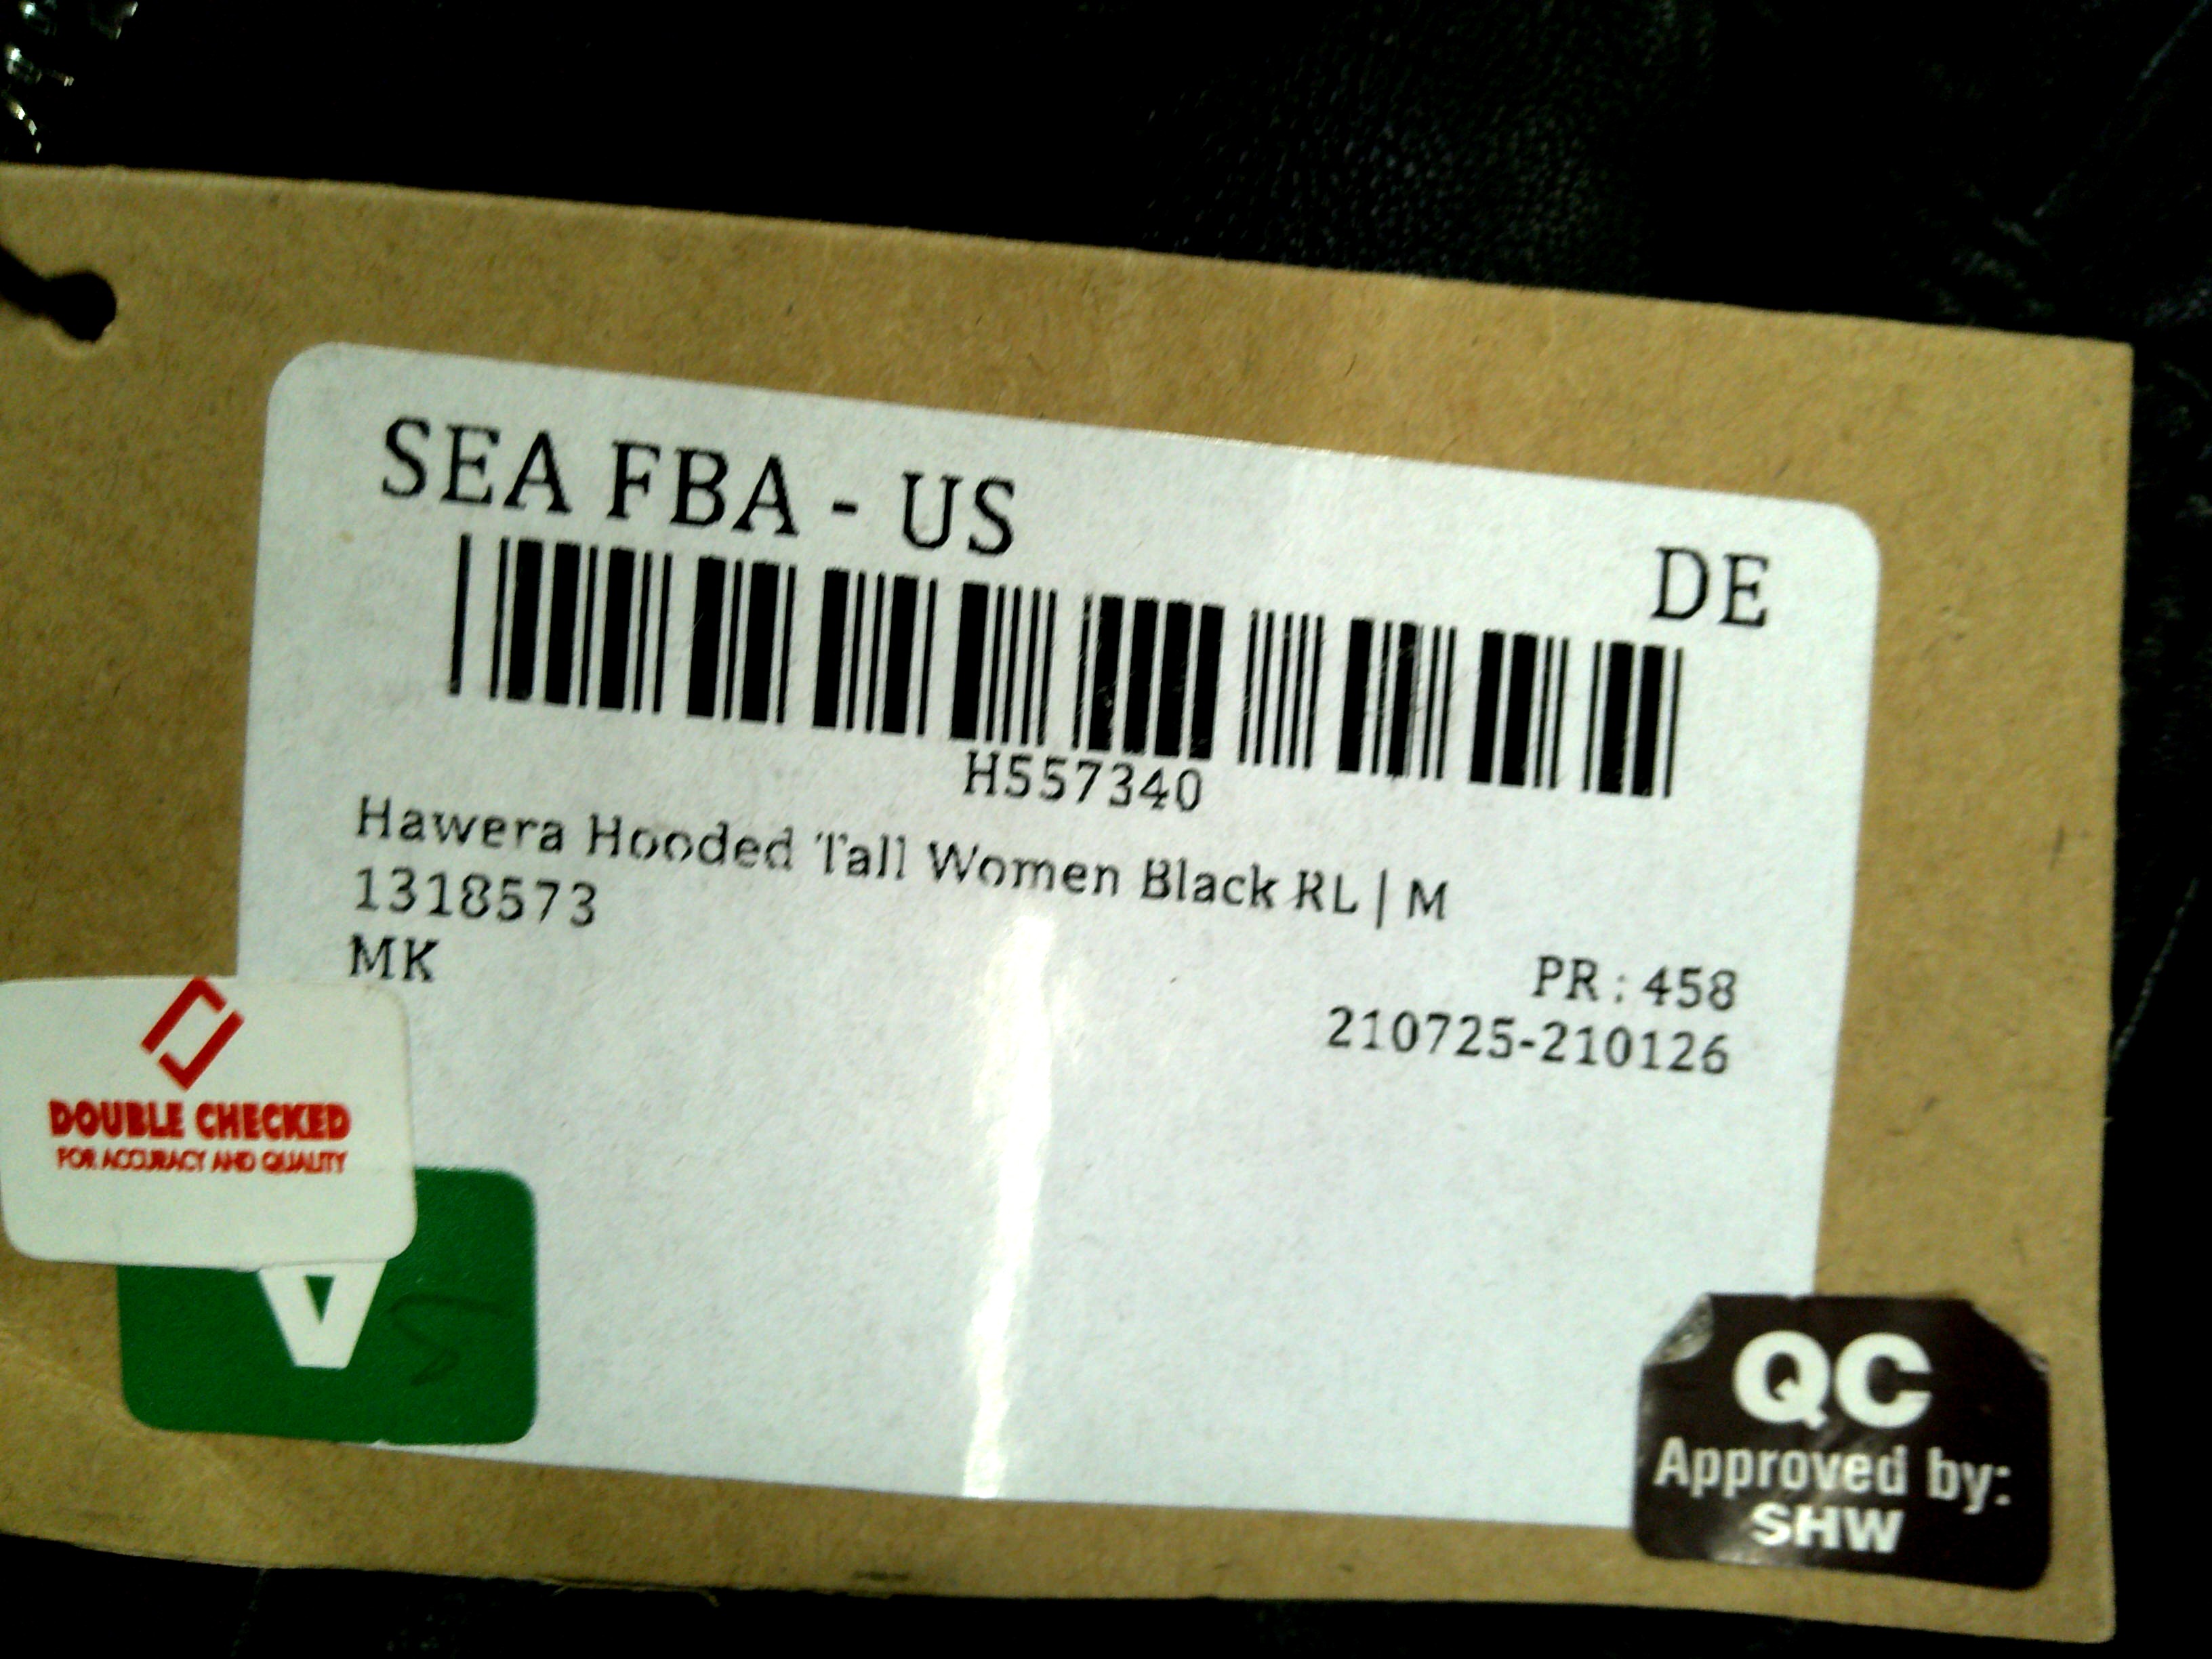 SEA FBA - US
DE
H557340
Hawera Hooded Tall Women Black RL | M
1318573
MK
PR : 458
210725-210126
DOUBLE CHECKED
FOR ACCURACY AND QUALITY
A
QC
Approved by:
SHW